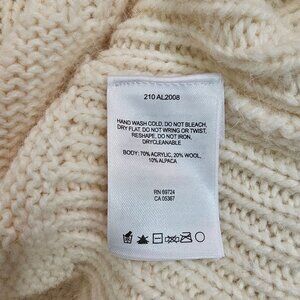 210 AL2008
HAND WASH COLD, DO NOT BLEACH,
DRY FLAT. DO NOT WRING OR TWIST,
RESHAPE, DO NOT IRON,
DRYCLEANABLE
BODY: 70% ACRYLIC, 20% WOOL,
10% ALPACA
RN 69724
CA 05367